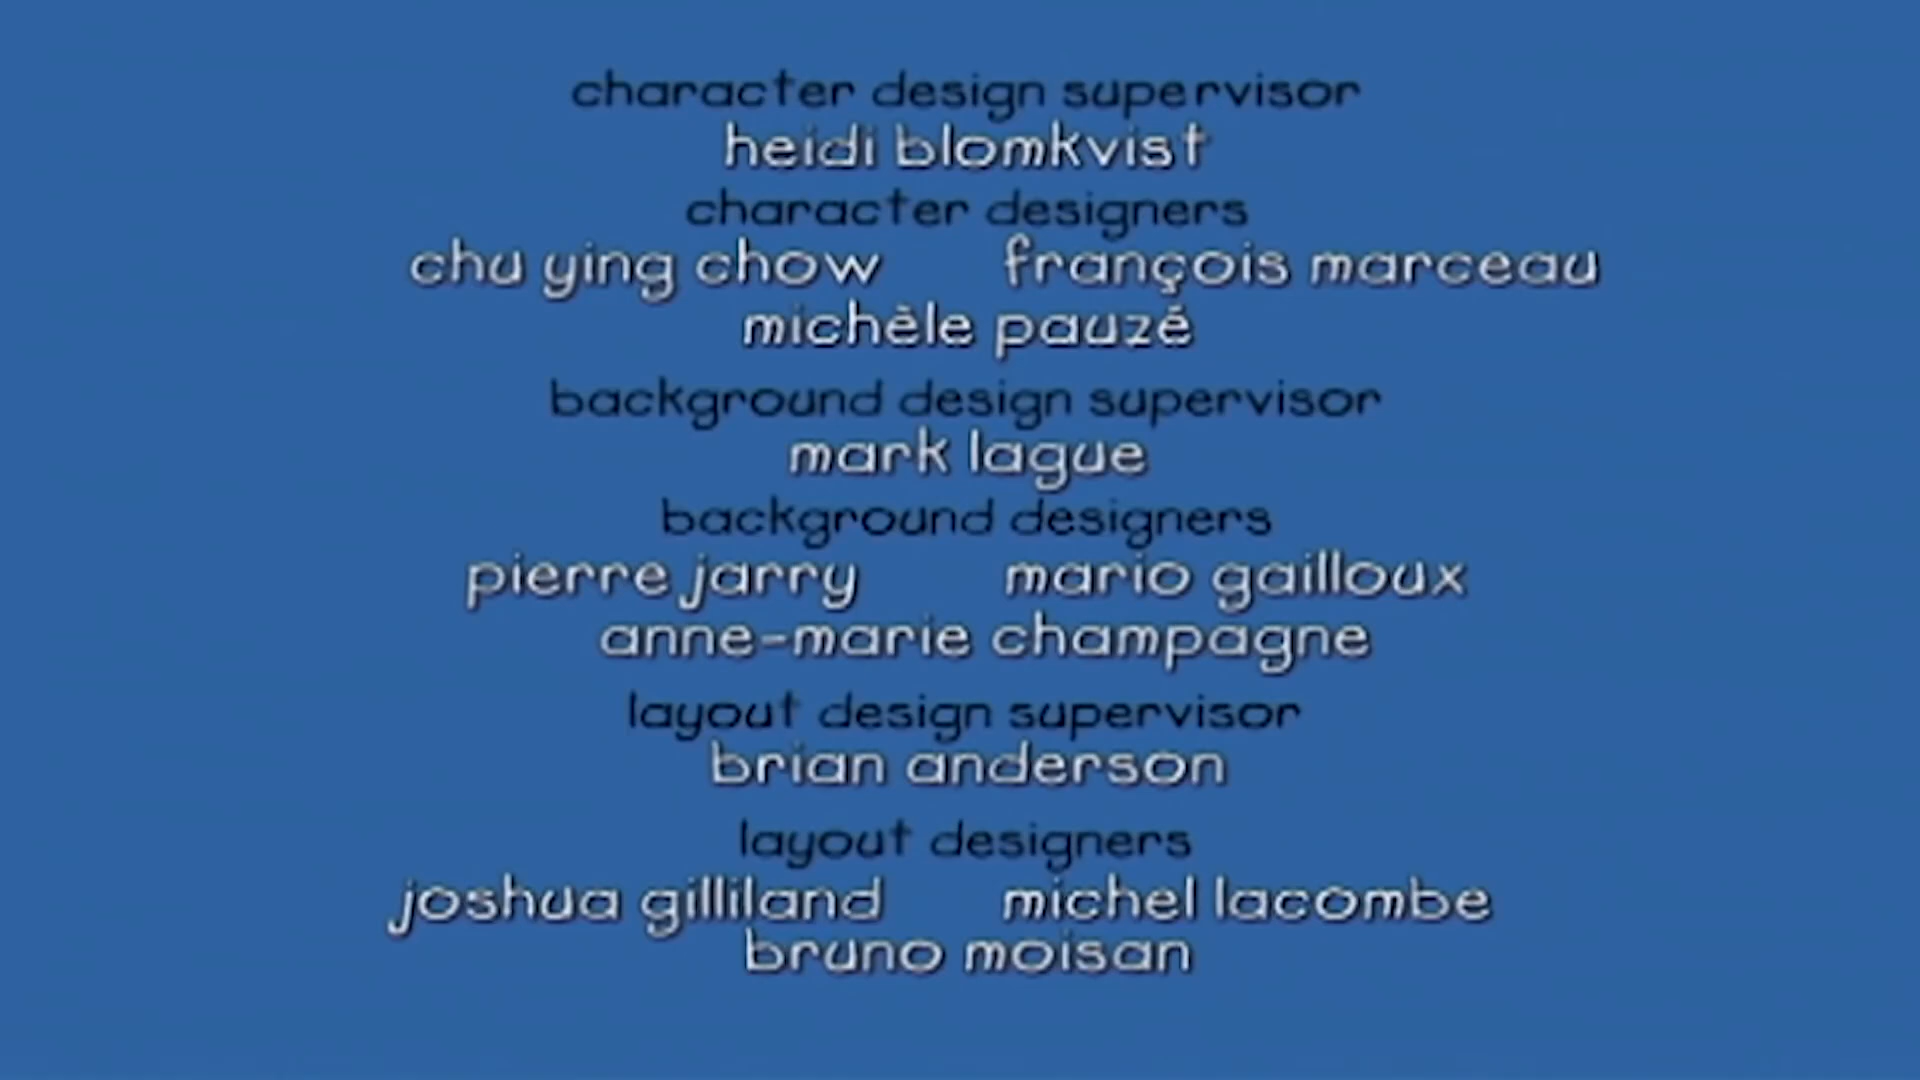 character design supervisor
heidi blomkvist
character designers
chu ying chow françois marceau
michèle pauzé
background design supervisor
mark lague
background designers
pierre jarry mario gailloux
anne-marie champagne
layout design supervisor
brian anderson
layout designers
joshua gilliland michel lacombe
bruno moisan